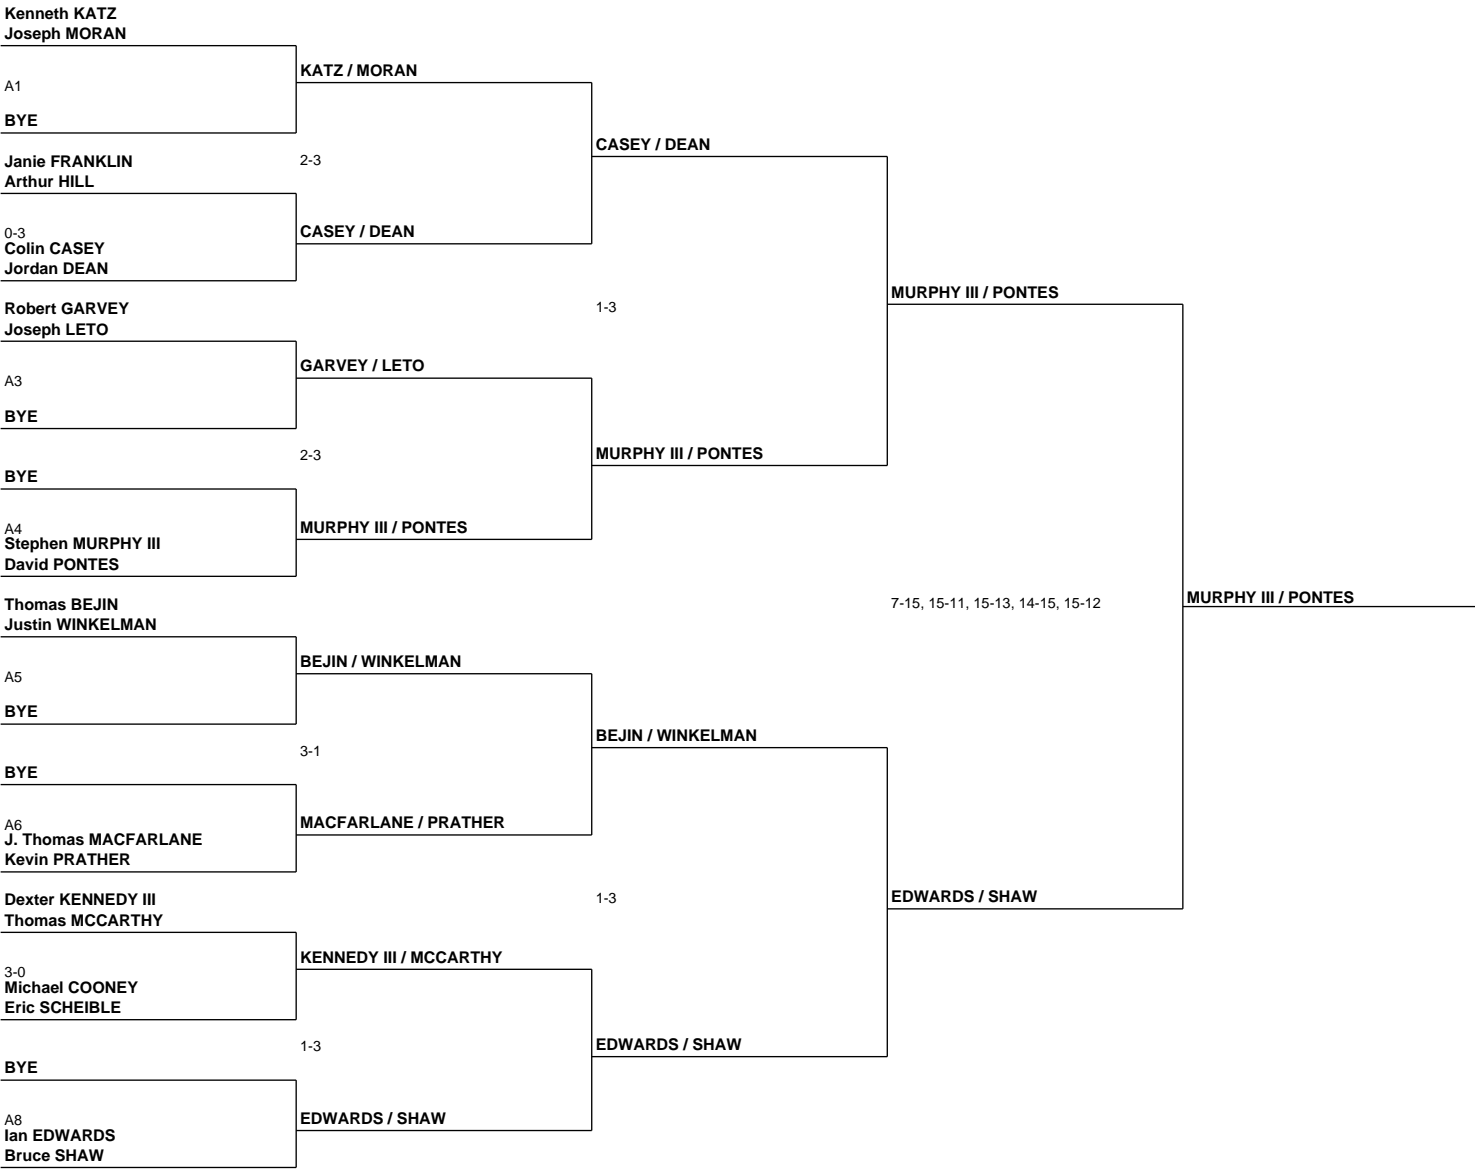 Kenneth KATZ
Joseph MORAN
A1
BYE
Janie FRANKLIN
Arthur HILL
0-3
Colin CASEY
Jordan DEAN
Robert GARVEY
Joseph LETO
A3
BYE
BYE
A4
Stephen MURPHY III
David PONTES
Thomas BEJIN
Justin WINKELMAN
A5
BYE
BYE
A6
J. Thomas MACFARLANE
Kevin PRATHER
Dexter KENNEDY III
Thomas MCCARTHY
3-0
Michael COONEY
Eric SCHEIBLE
BYE
A8
Ian EDWARDS
Bruce SHAW
KATZ / MORAN
2-3
CASEY / DEAN
GARVEY / LETO
2-3
MURPHY III / PONTES
BEJIN / WINKELMAN
3-1
MACFARLANE / PRATHER
KENNEDY III / MCCARTHY
1-3
EDWARDS / SHAW
CASEY / DEAN
1-3
MURPHY III / PONTES
BEJIN / WINKELMAN
1-3
EDWARDS / SHAW
MURPHY III / PONTES
7-15, 15-11, 15-13, 14-15, 15-12
EDWARDS / SHAW
MURPHY III / PONTES